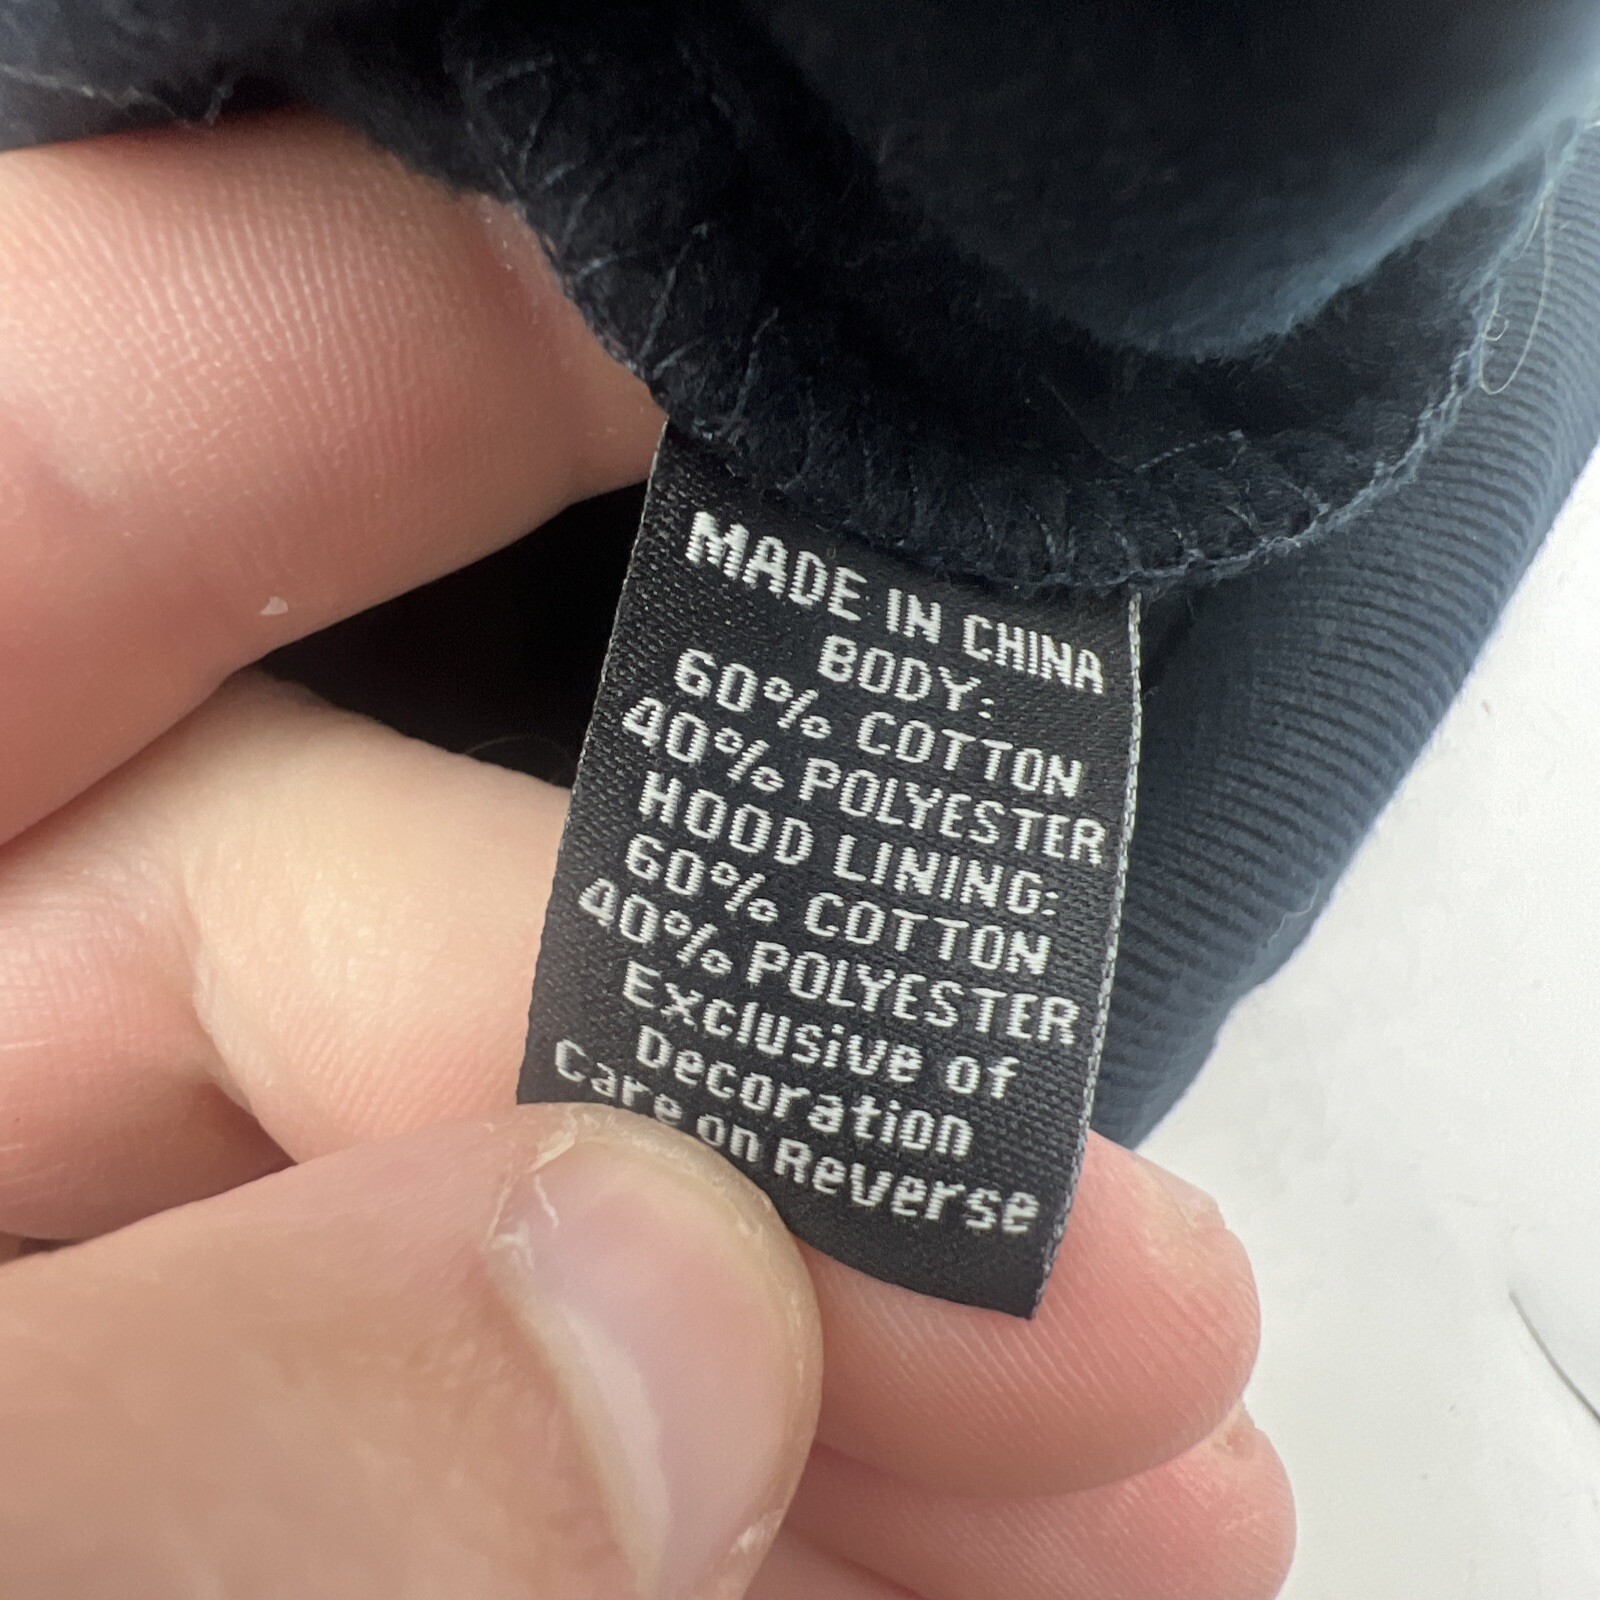 MADE IN CHINA
BODY:
60% COTTON
40% POLYESTER
HOOD LINING:
60% COTTON
40% POLYESTER
Exclusive of
Decoration
Care on Reverse